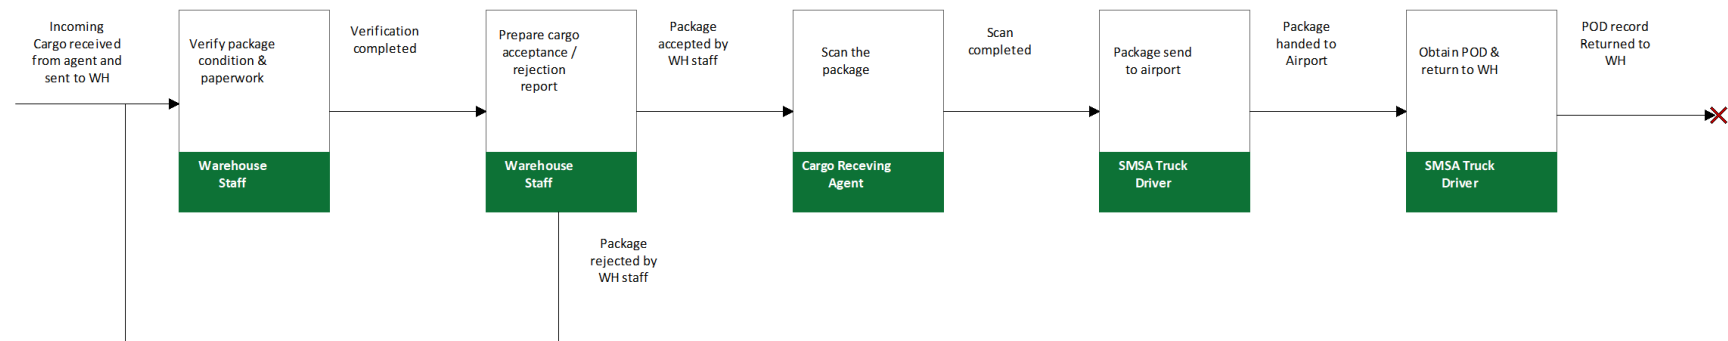 Incoming
Cargo received
from agent and
sent to WH
Verify package
condition &
paperwork
Warehouse
Staff
Verification
completed
Prepare cargo
acceptance /
rejection
report
Warehouse
Staff
Package
accepted by
WH staff
Scan the
package
Cargo Receving
Agent
Scan
completed
Package send
to airport
SMSA Truck
Driver
Package
handed to
Airport
Obtain POD &
return to WH
SMSA Truck
Driver
POD record
Returned to
WH
Package
rejected by
WH staff